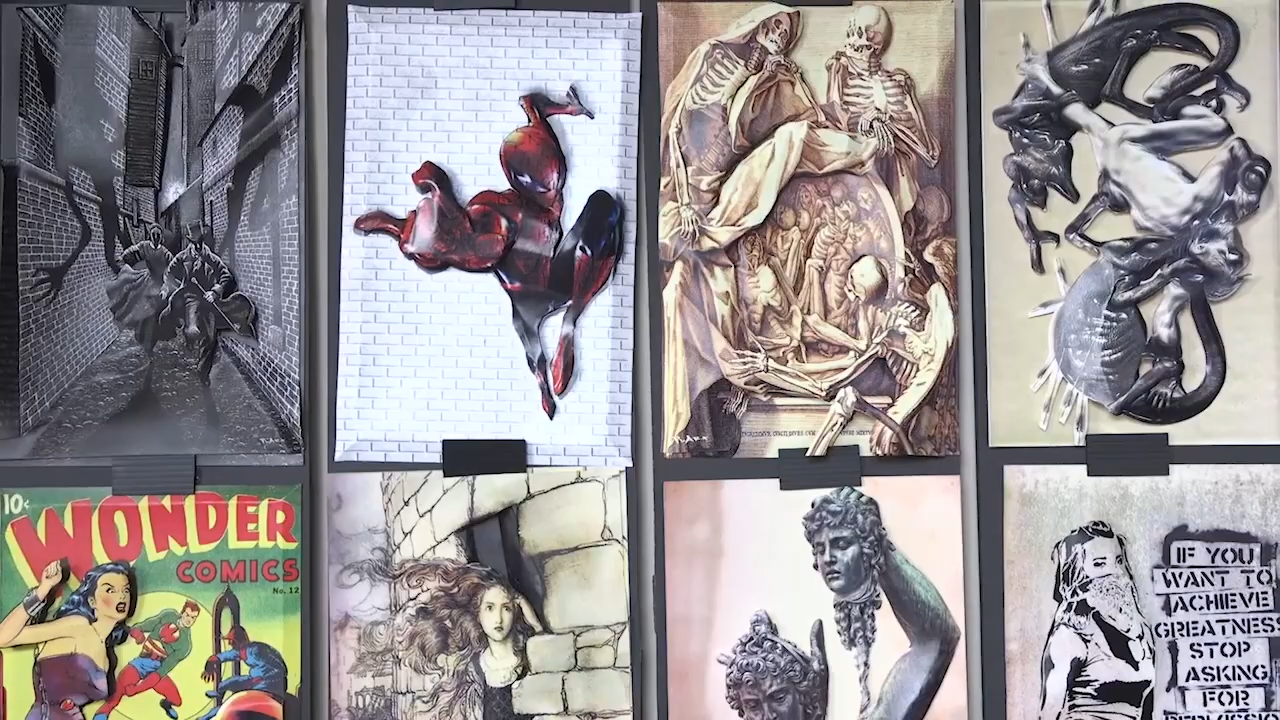 10¢
WONDER
COMICS
No. 12
IF YOU
WANT TO
ACHIEVE
GREATNESS
STOP
ASKING
FOR